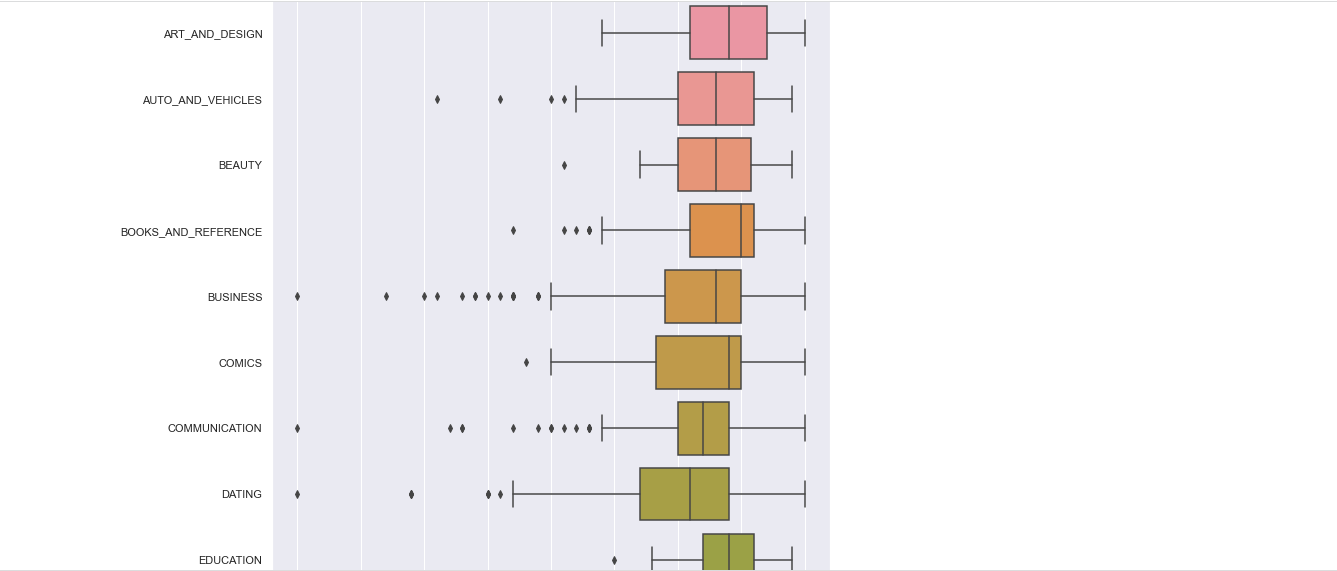 ART_AND_DESIGN
AUTO_AND_VEHICLES
BEAUTY
BOOKS_AND_REFERENCE
BUSINESS
COMICS
COMMUNICATION
DATING
EDUCATION